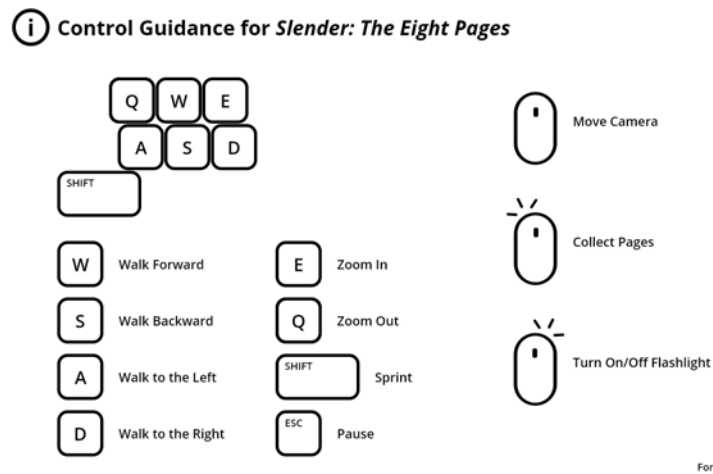 i Control Guidance for Slender: The Eight Pages
Q W E
A S D
SHIFT
W Walk Forward
S Walk Backward
A Walk to the Left
D Walk to the Right
E Zoom In
Q Zoom Out
SHIFT Sprint
ESC Pause
Move Camera
Collect Pages
Turn On/Off Flashlight
For